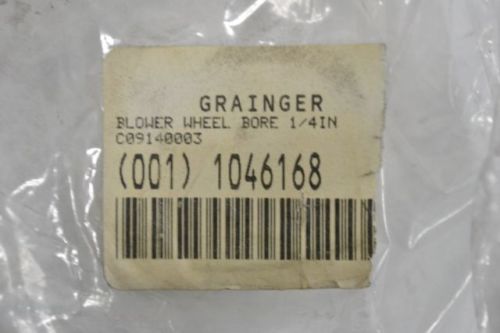 GRAINGER
BLOWER WHEEL BORE 1/4IN
C09140003
(001) 1046168